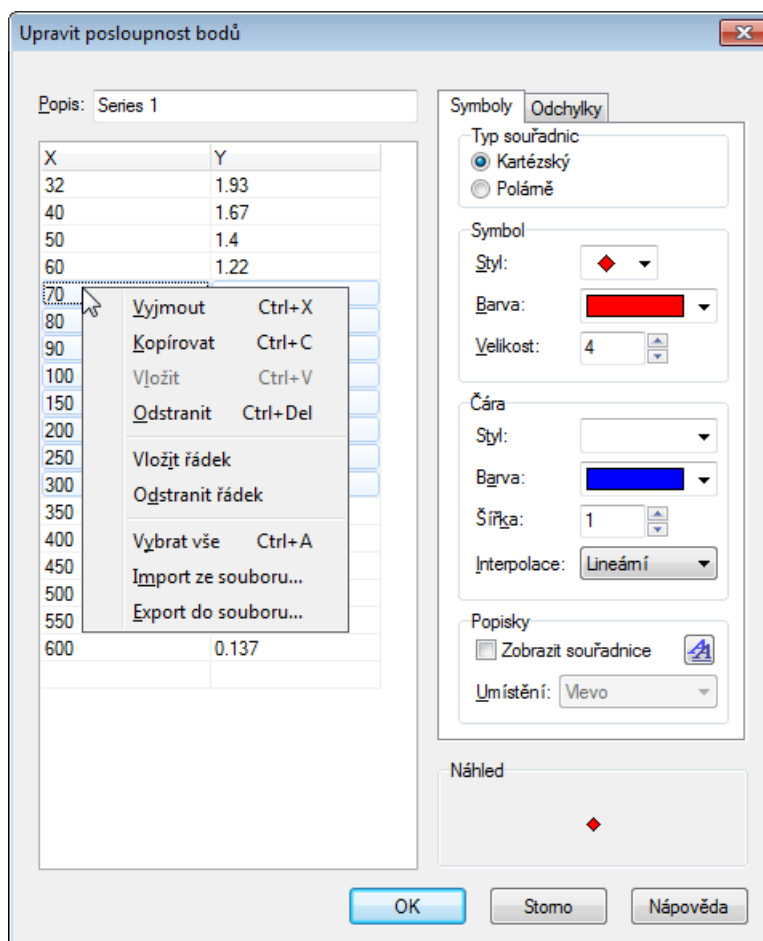 Upravit posloupnost bodů
Popis: Series 1
X Y
32 1.93
40 1.67
50 1.4
60 1.22
70
80
90
100
150
200
250
300
350
400
450
500
550
600 0.137
Vyjmout Ctrl+X
Kopírovat Ctrl+C
Vložit Ctrl+V
Odstranit Ctrl+Del
Vložit řádek
Odstranit řádek
Vybrat vše Ctrl+A
Import ze souboru...
Export do souboru...
Symboly Odchylky
Typ souřadnic
Kartézský
Polárně
Symbol
Styl:
Barva:
Velikost: 4
Čára
Styl:
Barva:
Šířka: 1
Interpolace: Lineární
Popisky
Zobrazit souřadnice
Umístění: Vlevo
Náhled
OK Storno Nápověda